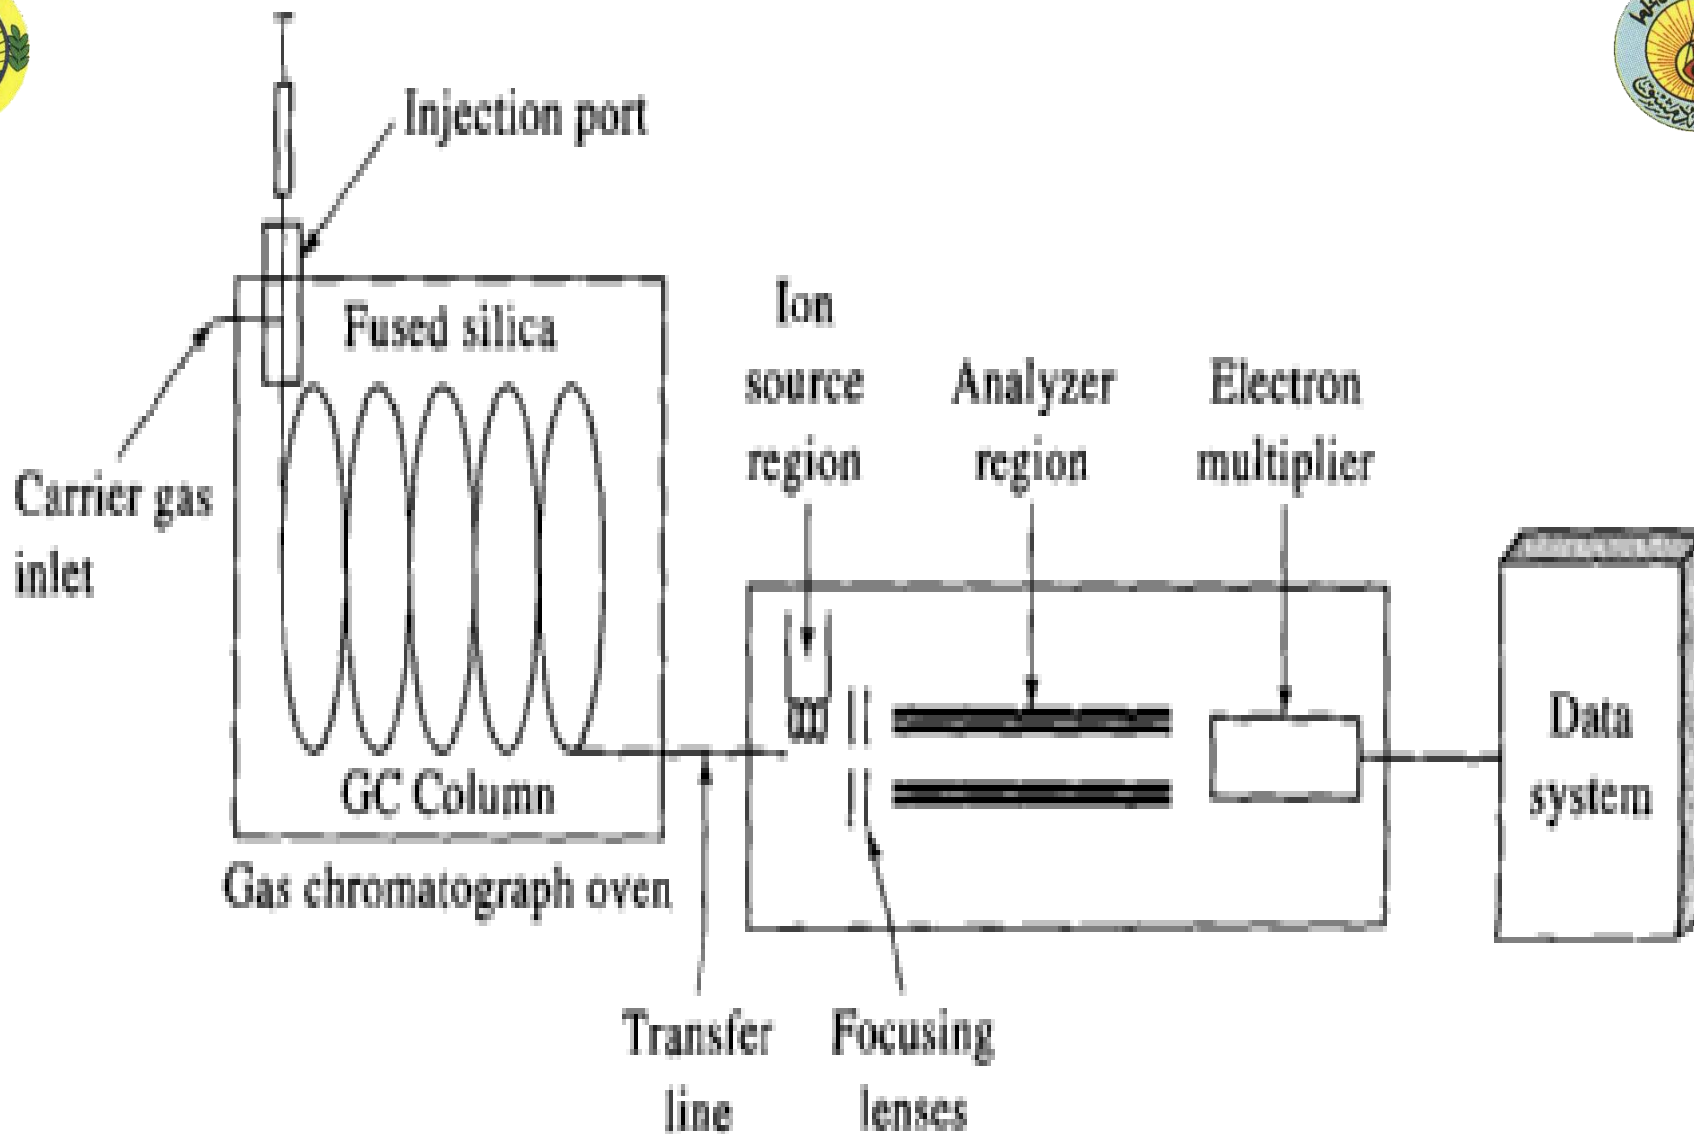 Injection port
Fused silica
Carrier gas
inlet
GC Column
Gas chromatograph oven
Ion
source
region
Analyzer
region
Electron
multiplier
Data
system
Transfer
line
Focusing
lenses